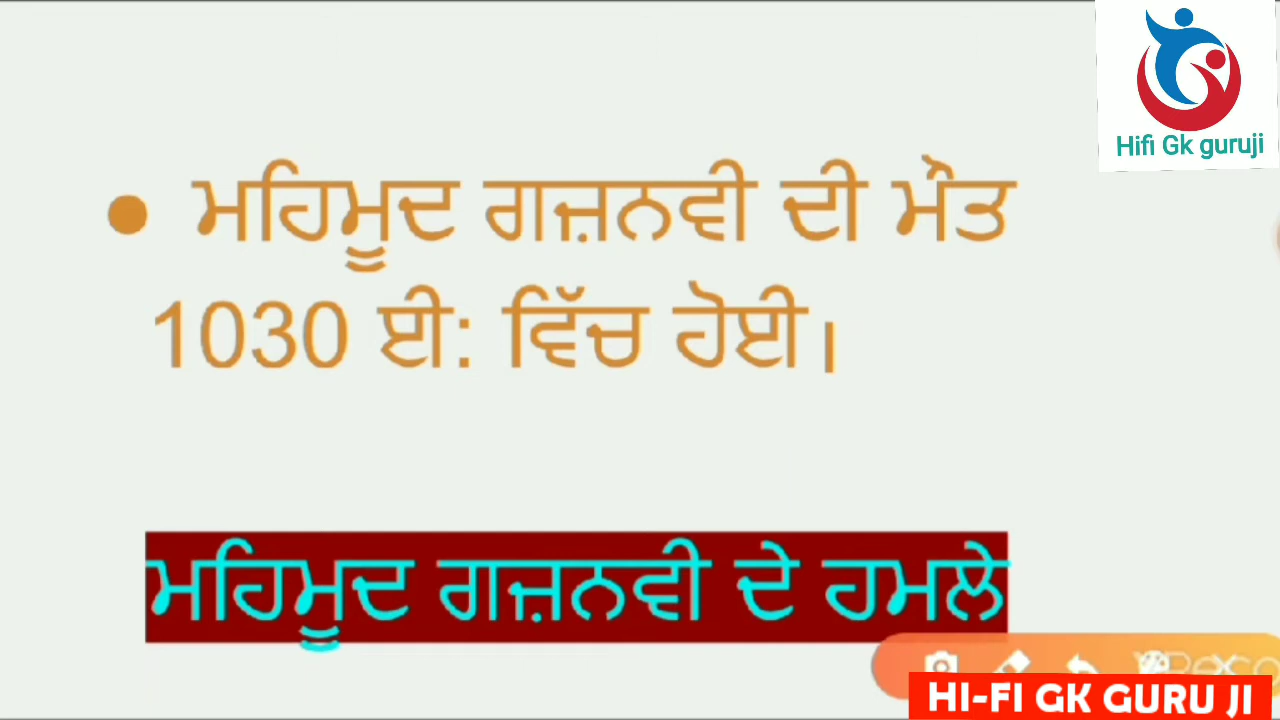 Hifi Gk guruji
• ਮਹਿਮੂਦ ਗਜ਼ਨਵੀ ਦੀ ਮੌਤ
1030 ਈ: ਵਿੱਚ ਹੋਈ।
ਮਹਿਮੂਦ ਗਜ਼ਨਵੀ ਦੇ ਹਮਲੇ
HI-FI GK GURU JI